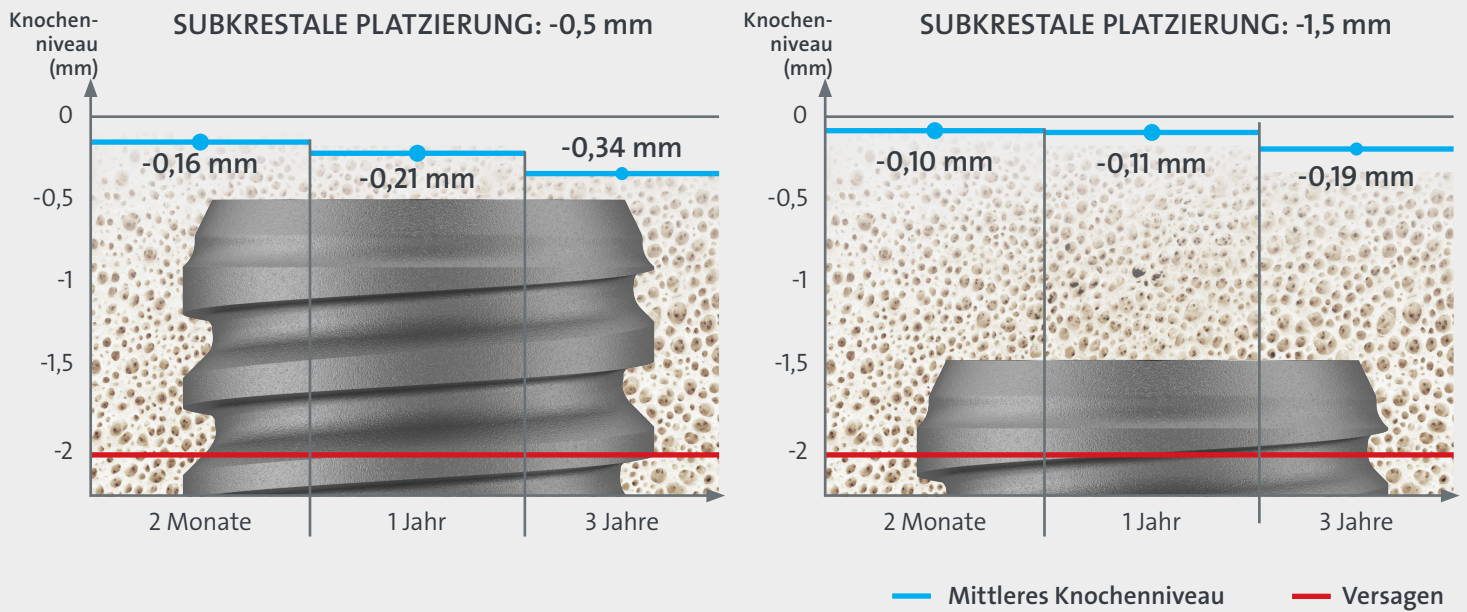 Knochen-
niveau
(mm)
SUBKRESTALE PLATZIERUNG: -0,5 mm
0
-0,5
-1
-1,5
-2
-0,16 mm
-0,21 mm
-0,34 mm
2 Monate
1 Jahr
3 Jahre
Knochen-
niveau
(mm)
SUBKRESTALE PLATZIERUNG: -1,5 mm
0
-0,5
-1
-1,5
-2
-0,10 mm
-0,11 mm
-0,19 mm
2 Monate
1 Jahr
3 Jahre
Mittleres Knochenniveau
Versagen